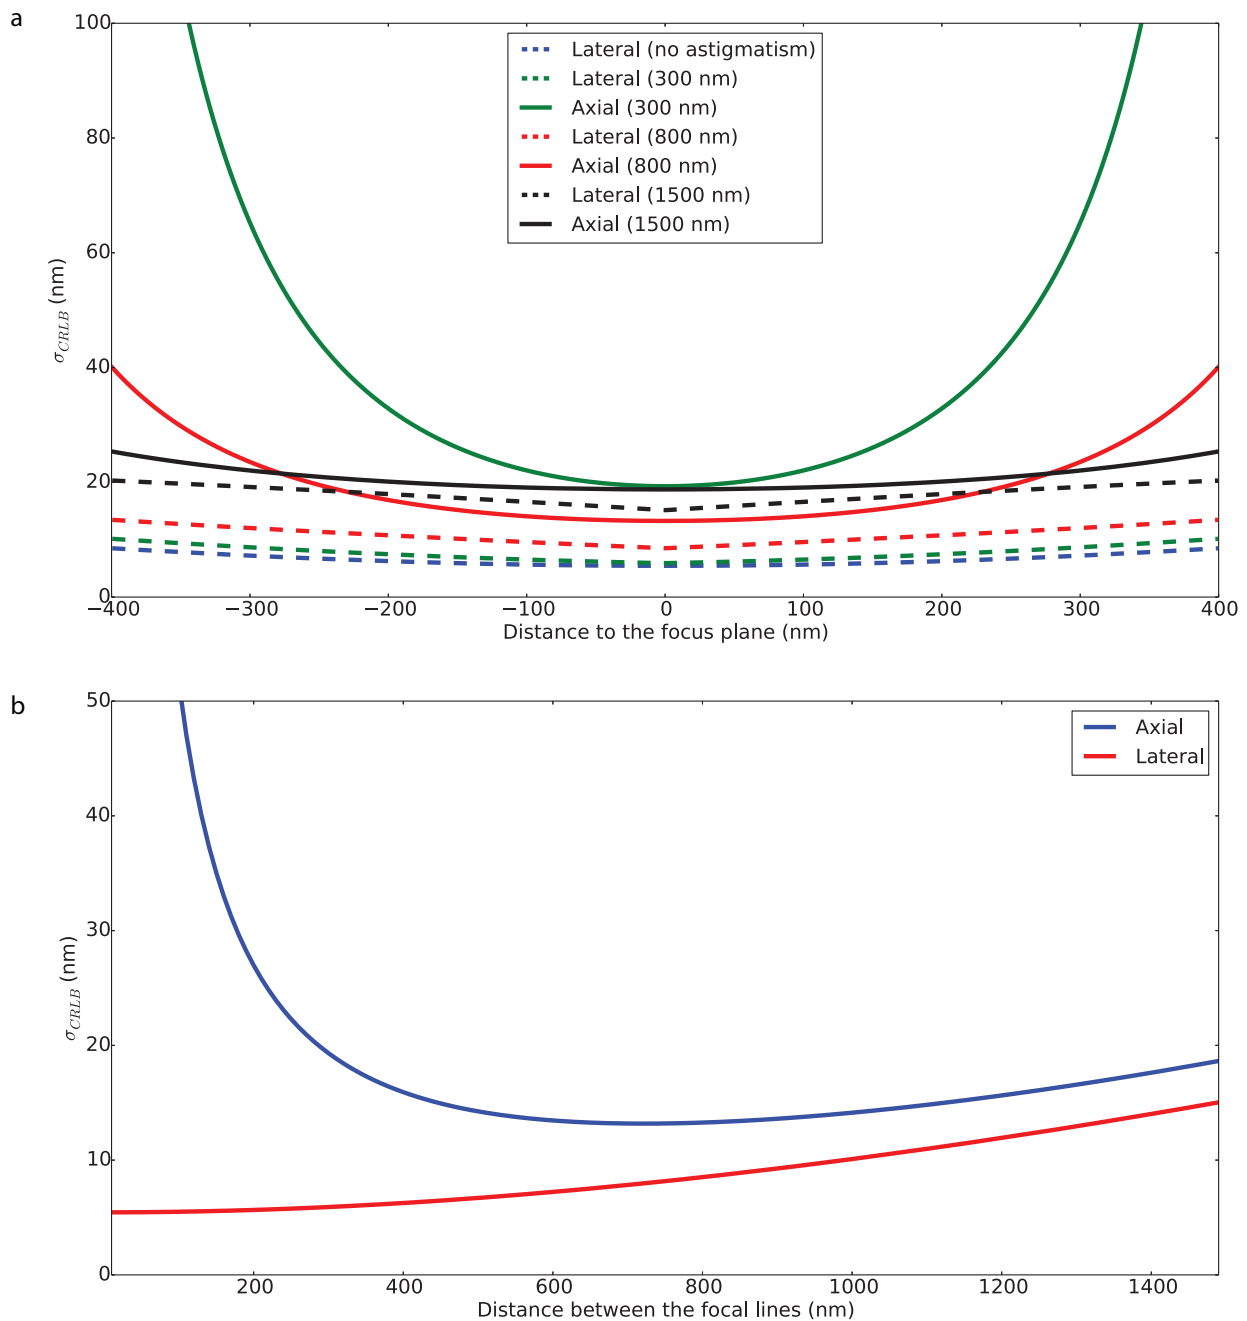 a
100
80
60
40
20
0
σCRLB (nm)
Lateral (no astigmatism)
Lateral (300 nm)
Axial (300 nm)
Lateral (800 nm)
Axial (800 nm)
Lateral (1500 nm)
Axial (1500 nm)
−400 −300 −200 −100 0 100 200 300 400
Distance to the focus plane (nm)
b
50
40
30
20
10
0
σCRLB (nm)
Axial
Lateral
200 400 600 800 1000 1200 1400
Distance between the focal lines (nm)